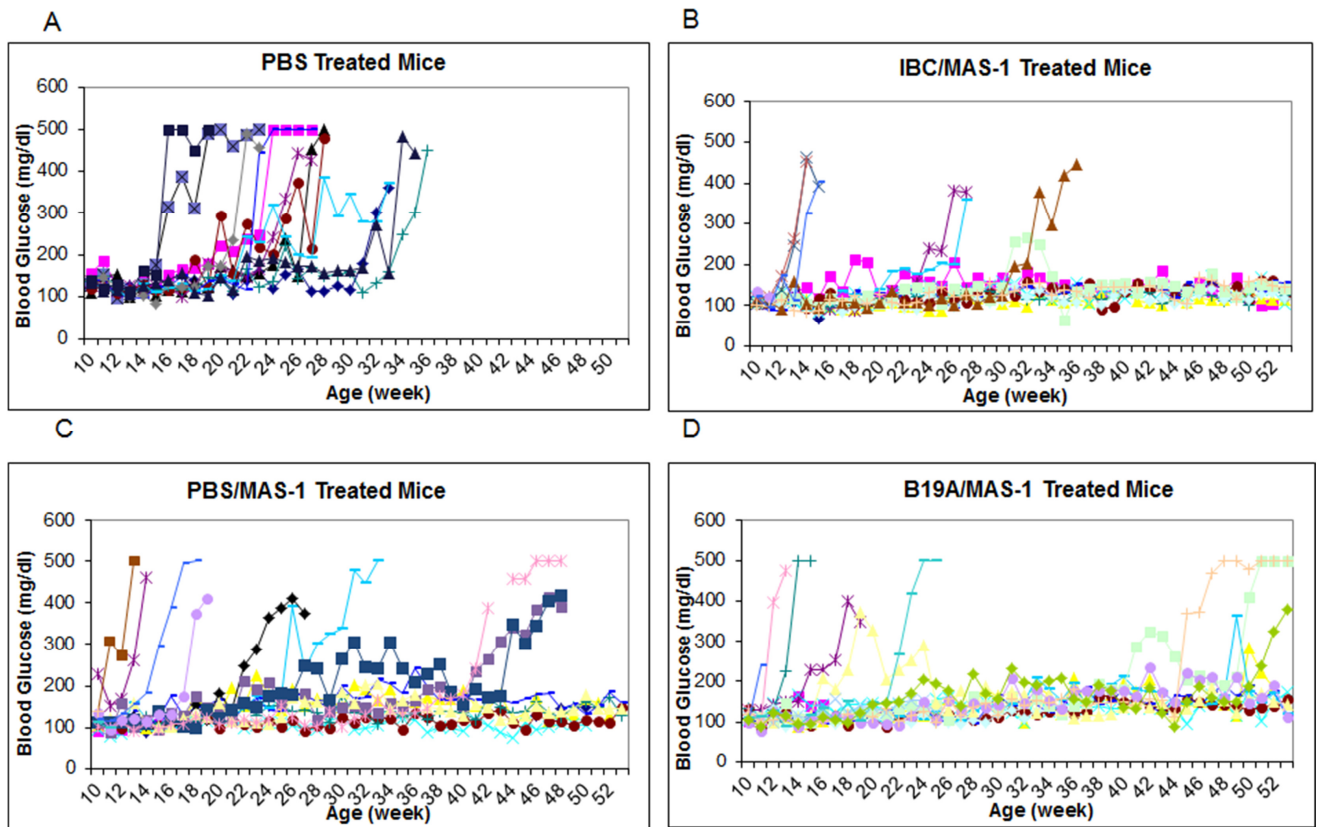 A
PBS Treated Mice
Blood Glucose (mg/dl)
600
500
400
300
200
100
0
10 12 14 16 18 20 22 24 26 28 30 32 34 36 38 40 42 44 46 48 50
Age (week)
B
IBC/MAS-1 Treated Mice
Blood Glucose (mg/dl)
600
500
400
300
200
100
0
10 12 14 16 18 20 22 24 26 28 30 32 34 36 38 40 42 44 46 48 50 52
Age (week)
C
PBS/MAS-1 Treated Mice
Blood Glucose (mg/dl)
600
500
400
300
200
100
0
10 12 14 16 18 20 22 24 26 28 30 32 34 36 38 40 42 44 46 48 50 52
Age (week)
D
B19A/MAS-1 Treated Mice
Blood Glucose (mg/dl)
600
500
400
300
200
100
0
10 12 14 16 18 20 22 24 26 28 30 32 34 36 38 40 42 44 46 48 50 52
Age (week)